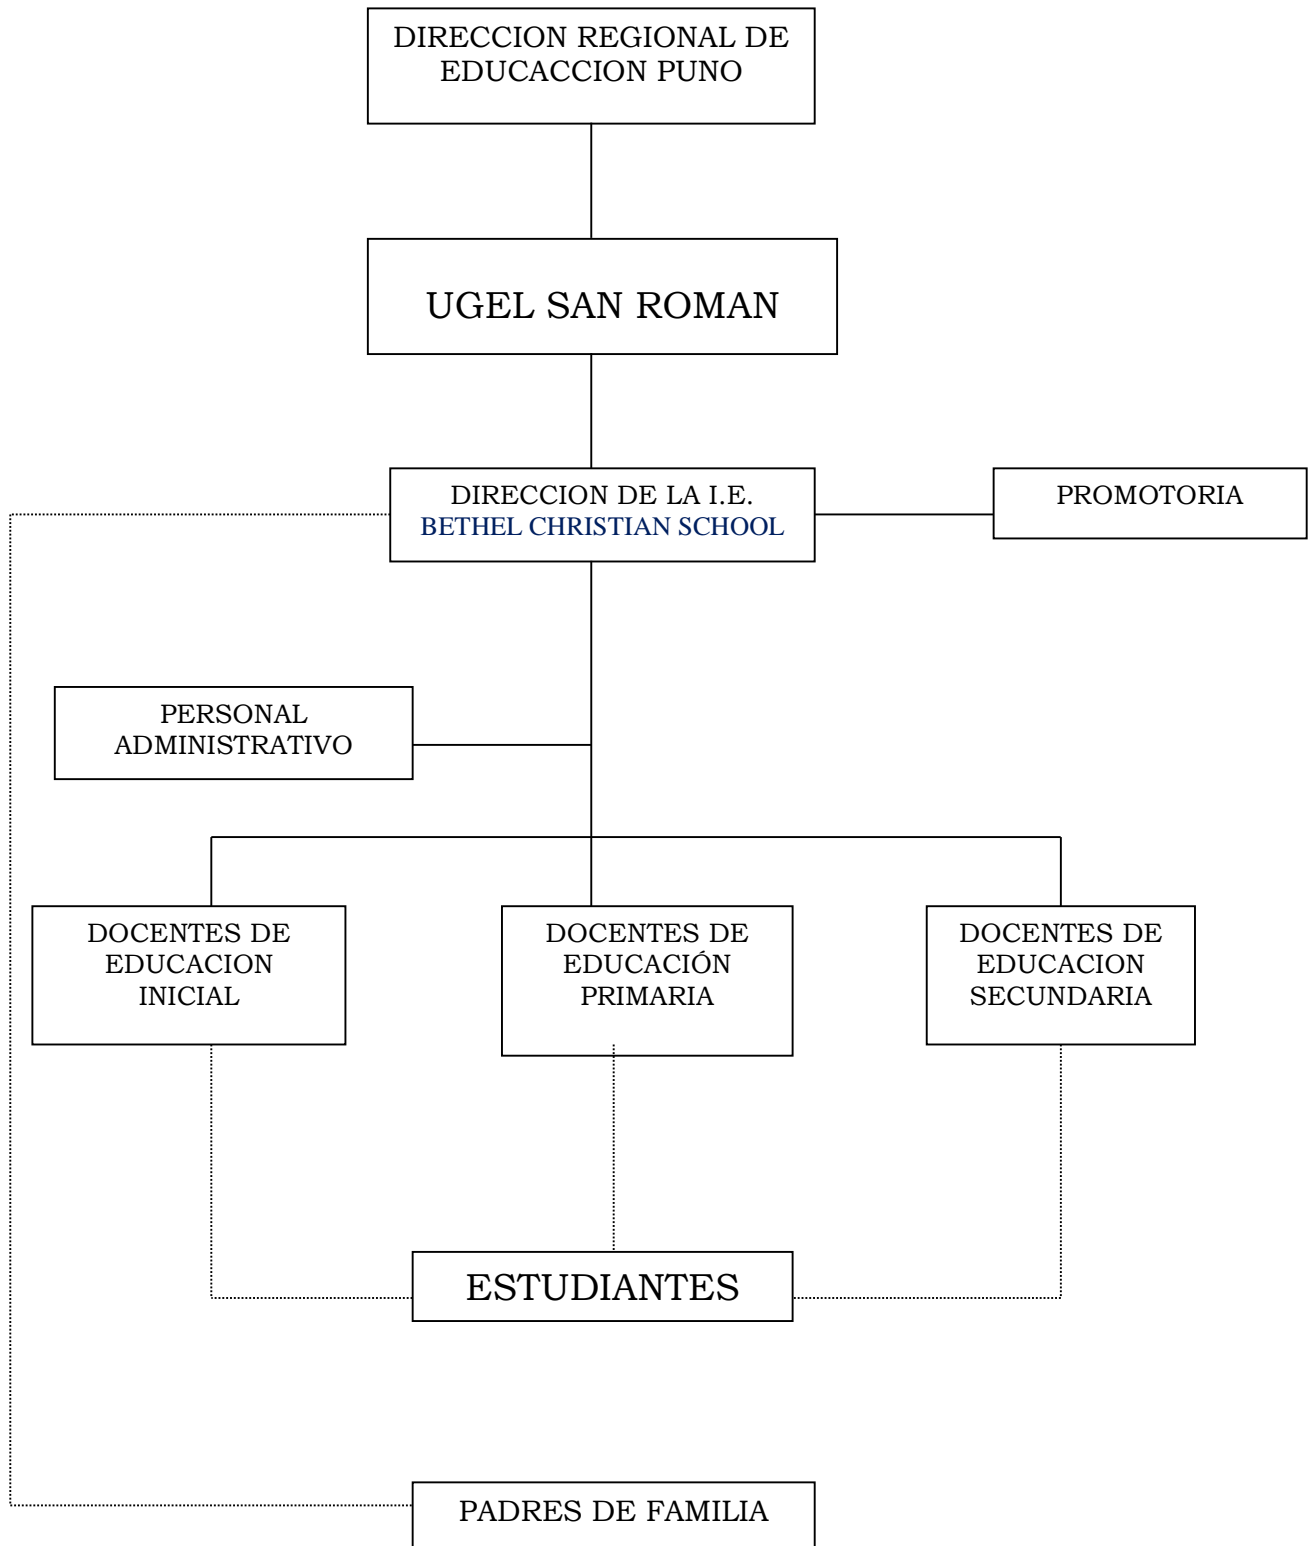 DIRECCION REGIONAL DE
EDUCACCION PUNO
UGEL SAN ROMAN
DIRECCION DE LA I.E.
BETHEL CHRISTIAN SCHOOL
PROMOTORIA
PERSONAL
ADMINISTRATIVO
DOCENTES DE
EDUCACION
INICIAL
DOCENTES DE
EDUCACIÓN
PRIMARIA
DOCENTES DE
EDUCACION
SECUNDARIA
ESTUDIANTES
PADRES DE FAMILIA